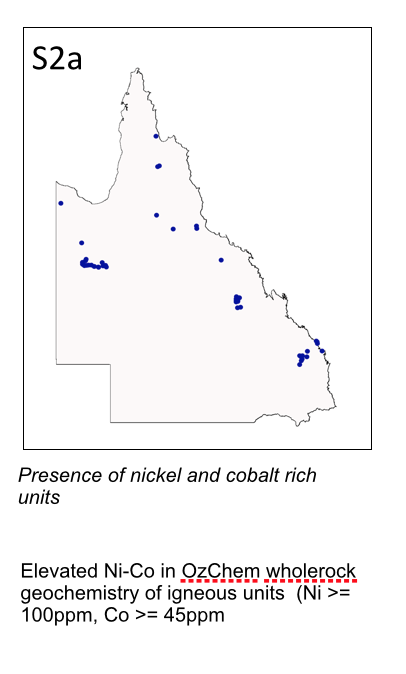 S2a
Presence of nickel and cobalt rich
units
Elevated Ni-Co in OzChem wholerock
geochemistry of igneous units  (Ni >=
100ppm, Co >= 45ppm